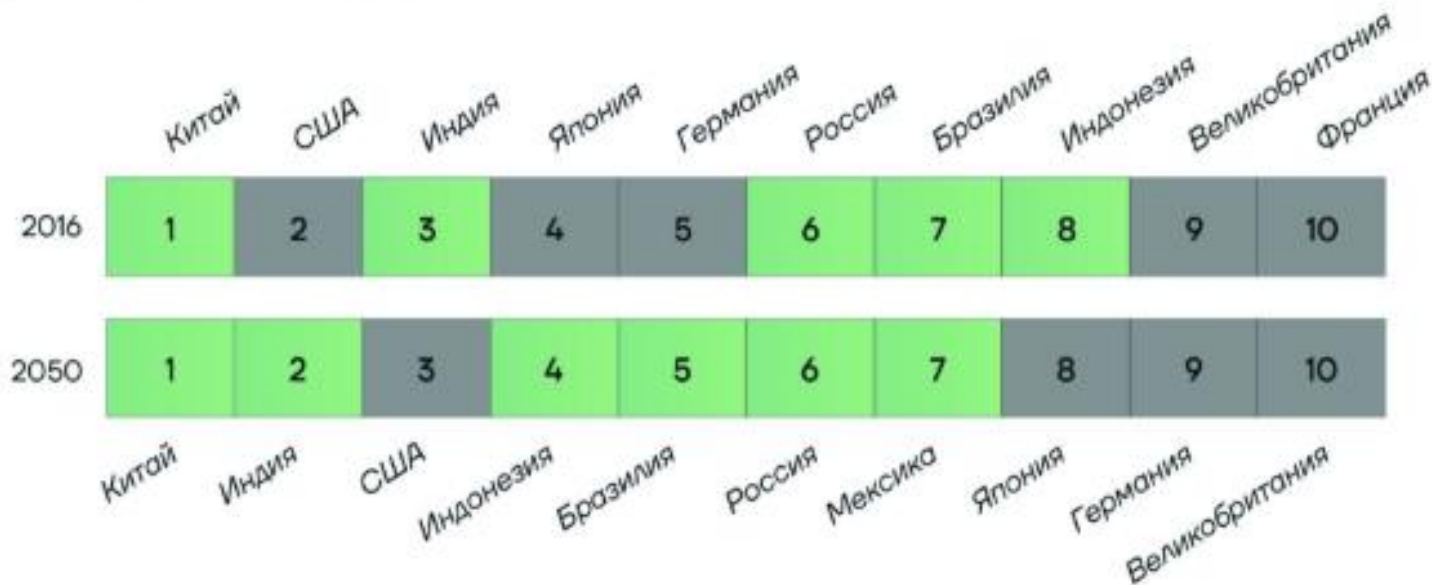 Китай США Индия Япония Германия Россия Бразилия Индонезия Великобритания Франция
2016 1 2 3 4 5 6 7 8 9 10
2050 1 2 3 4 5 6 7 8 9 10
Китай Индия США Индонезия Бразилия Россия Мексика Япония Германия Великобритания